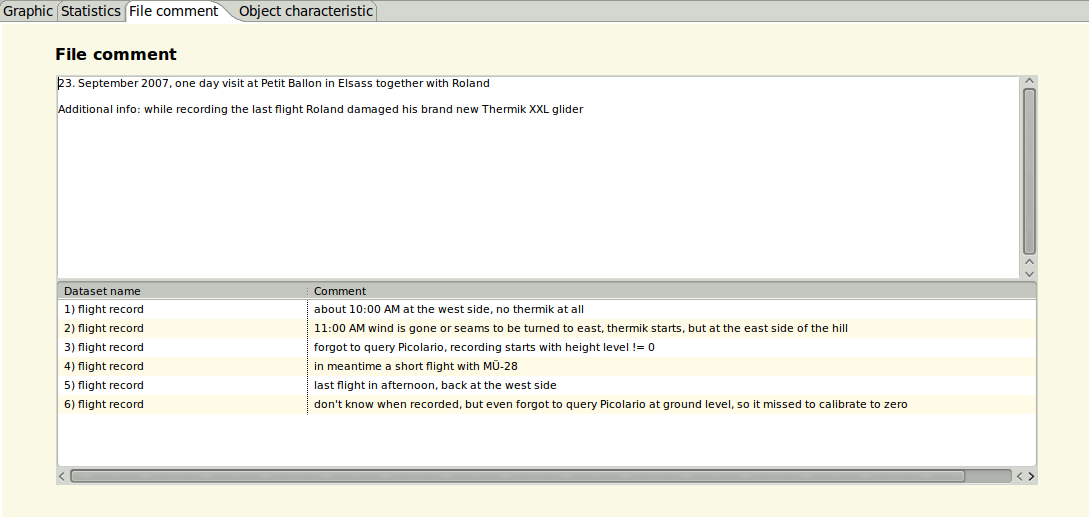 Graphic Statistics File comment Object characteristic
File comment
23. September 2007, one day visit at Petit Ballon in Elsass together with Roland
Additional info: while recording the last flight Roland damaged his brand new Thermik XXL glider
Dataset name Comment
1) flight record about 10:00 AM at the west side, no thermik at all
2) flight record 11:00 AM wind is gone or seams to be turned to east, thermik starts, but at the east side of the hill
3) flight record forgot to query Picolario, recording starts with height level != 0
4) flight record in meantime a short flight with MÜ-28
5) flight record last flight in afternoon, back at the west side
6) flight record don't know when recorded, but even forgot to query Picolario at ground level, so it missed to calibrate to zero